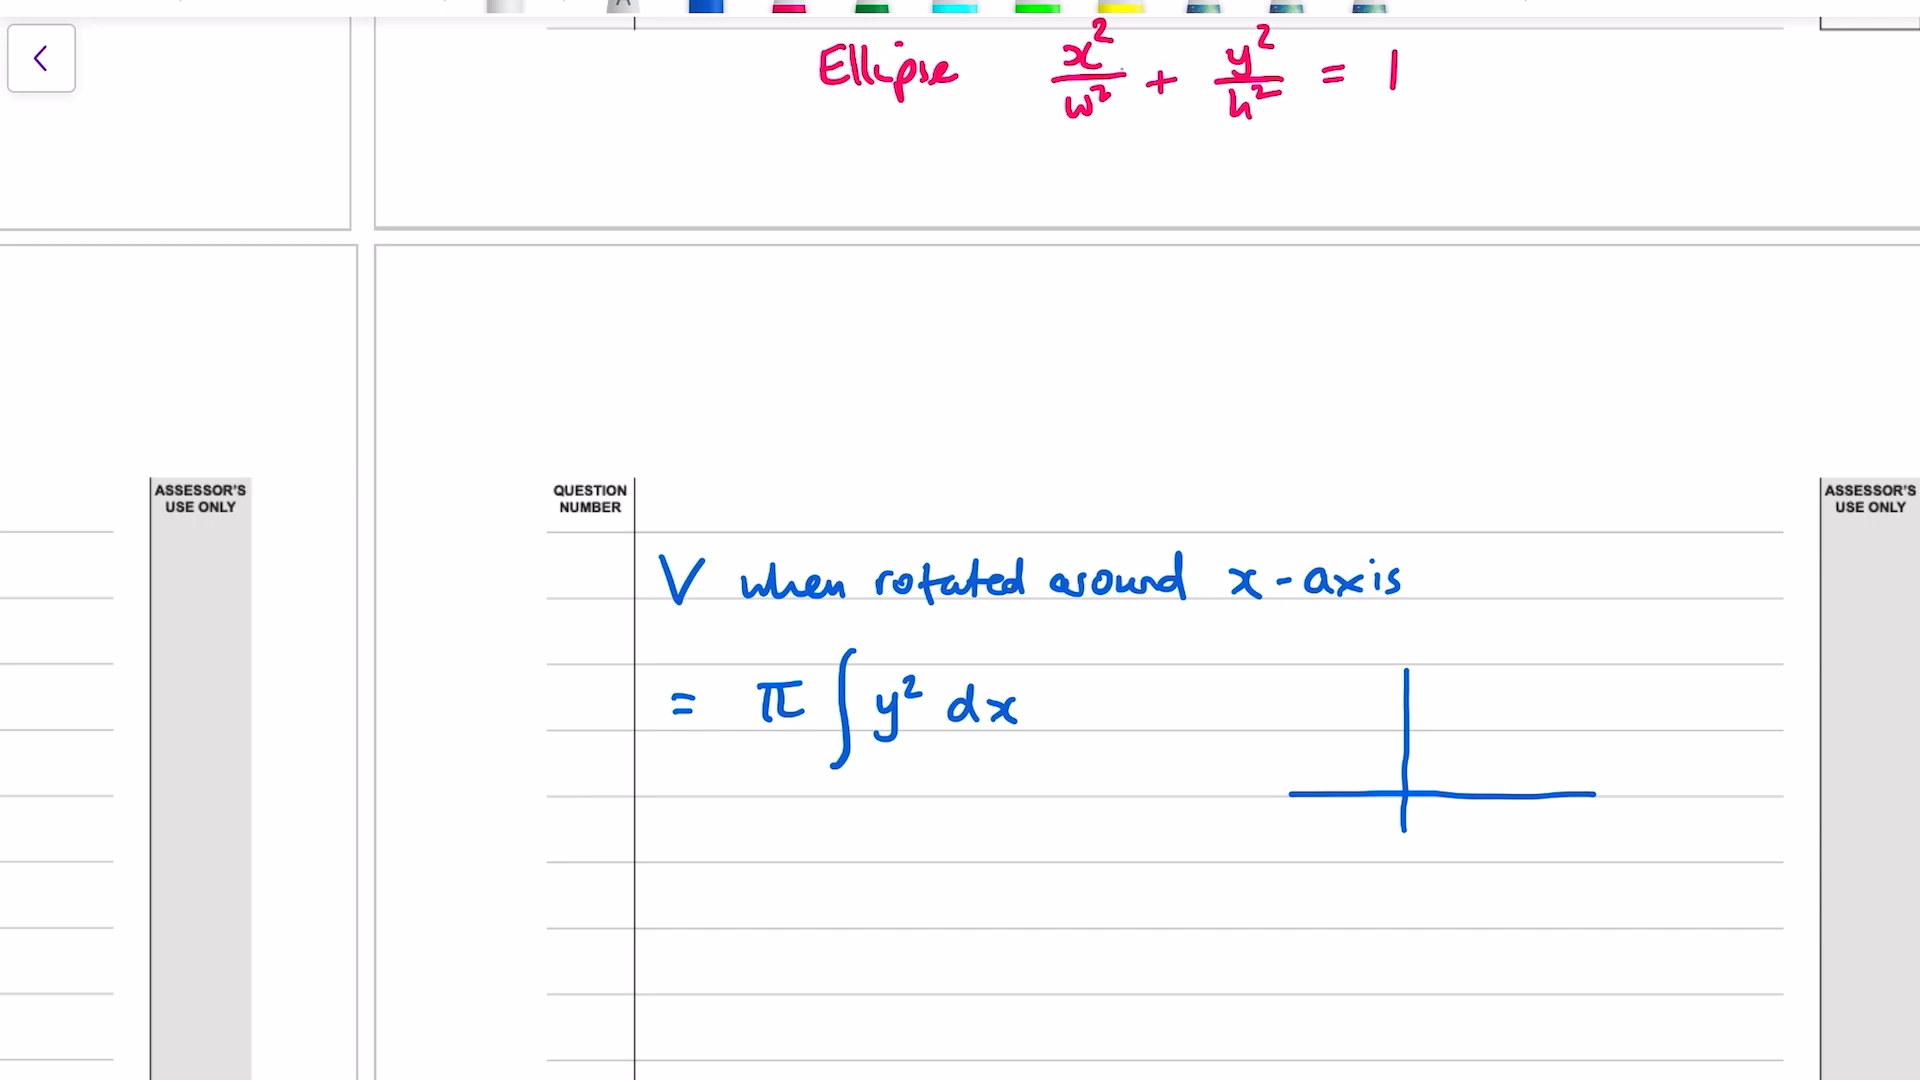 Ellipse x²/w² + y²/h² = 1
ASSESSOR'S
USE ONLY
QUESTION
NUMBER
ASSESSOR'S
USE ONLY
V when rotated around x-axis
= π ∫ y² dx